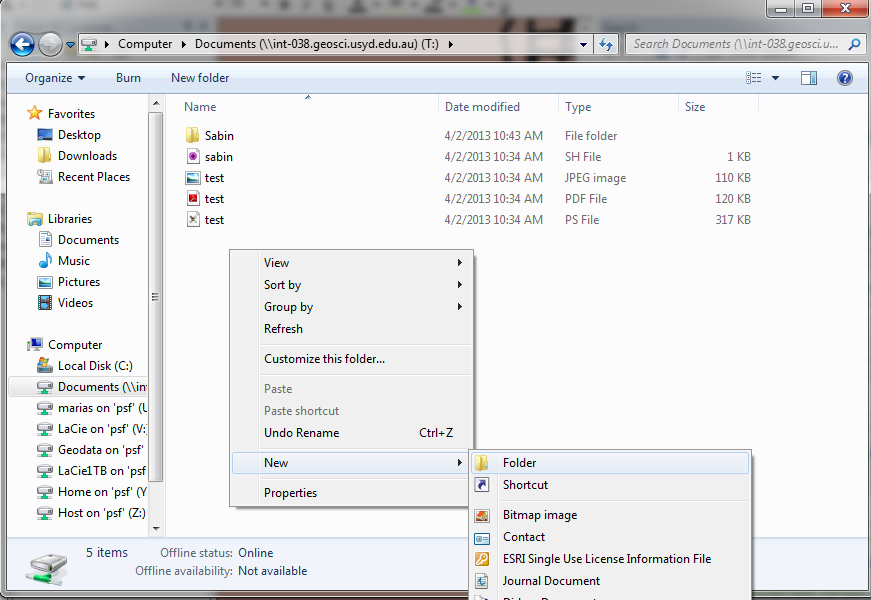 Computer Documents (\\int-038.geosci.usyd.edu.au) (T:)
Search Documents (\\int-038.geosci.u...
Organize Burn New folder
Name Date modified Type Size
Favorites
Desktop
Downloads
Recent Places
Libraries
Documents
Music
Pictures
Videos
Computer
Local Disk (C:)
Documents (\\int
marias on 'psf' (U
LaCie on 'psf' (V:
Geodata on 'psf'
LaCie1TB on 'psf
Home on 'psf' (Y
Host on 'psf' (Z:)
Sabin 4/2/2013 10:43 AM File folder
sabin 4/2/2013 10:34 AM SH File 1 KB
test 4/2/2013 10:34 AM JPEG image 110 KB
test 4/2/2013 10:34 AM PDF File 120 KB
test 4/2/2013 10:34 AM PS File 317 KB
View
Sort by
Group by
Refresh
Customize this folder...
Paste
Paste shortcut
Undo Rename Ctrl+Z
New
Properties
Folder
Shortcut
Bitmap image
Contact
ESRI Single Use License Information File
Journal Document
5 items Offline status: Online
Offline availability: Not available